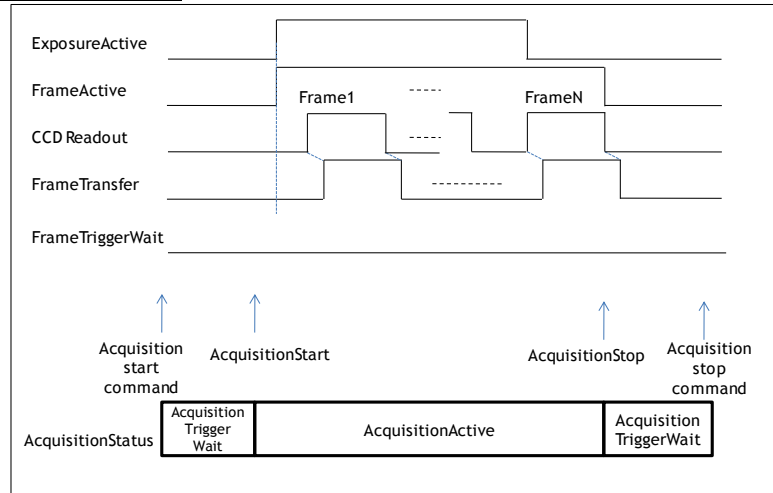 ExposureActive
FrameActive
Frame1
FrameN
CCD Readout
FrameTransfer
FrameTriggerWait
Acquisition
start
command
AcquisitionStart
AcquisitionStop
Acquisition
stop
command
AcquisitionStatus
Acquisition
Trigger
Wait
AcquisitionActive
Acquisition
TriggerWait